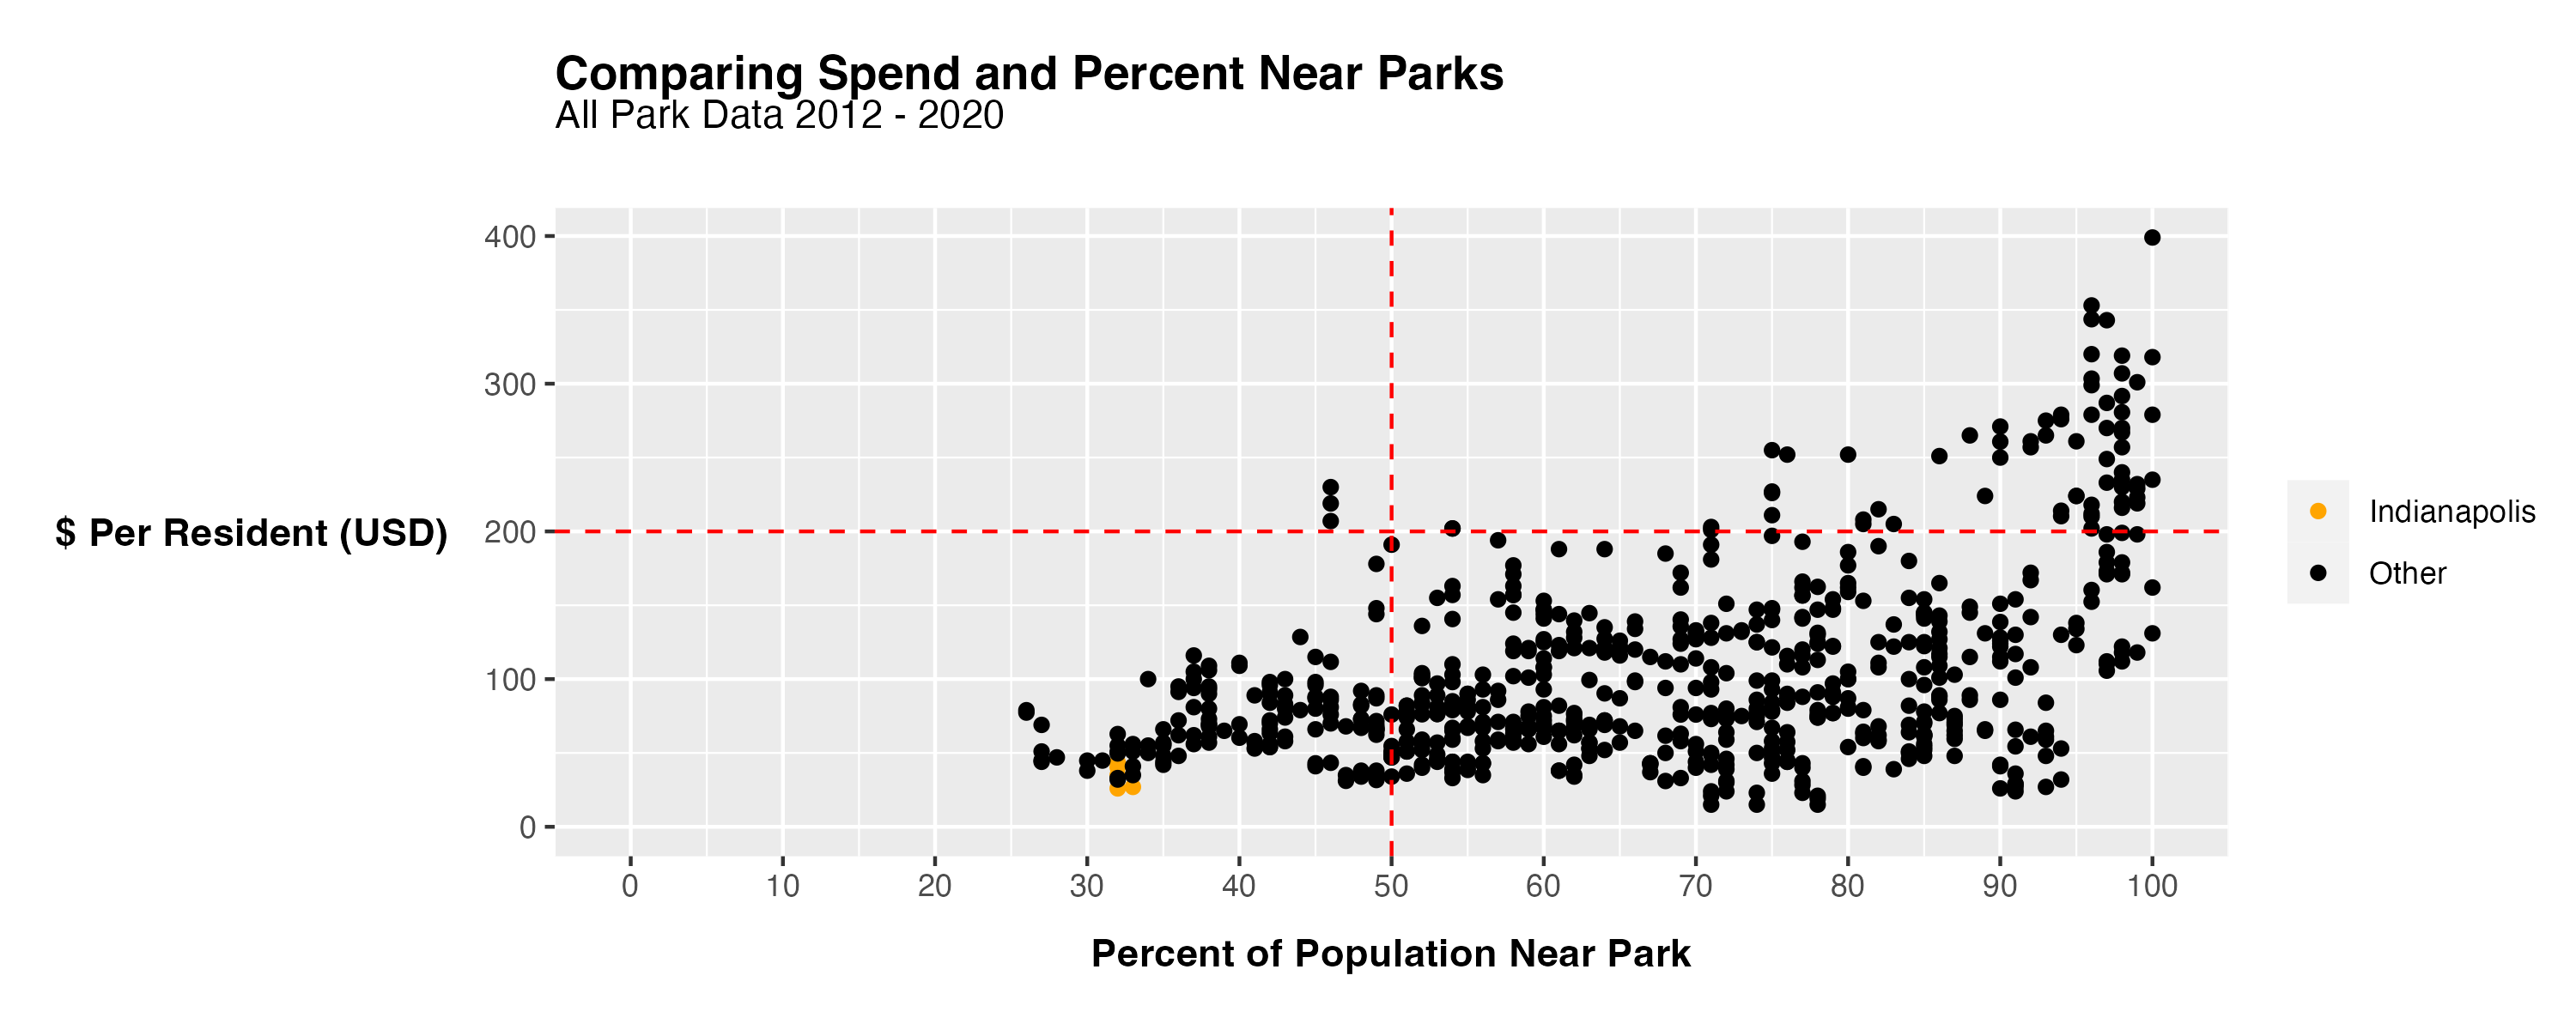 Comparing Spend and Percent Near Parks
All Park Data 2012 - 2020
400
300
$ Per Resident (USD)
200
100
0
0 10 20 30 40 50 60 70 80 90 100
Percent of Population Near Park
Indianapolis
Other